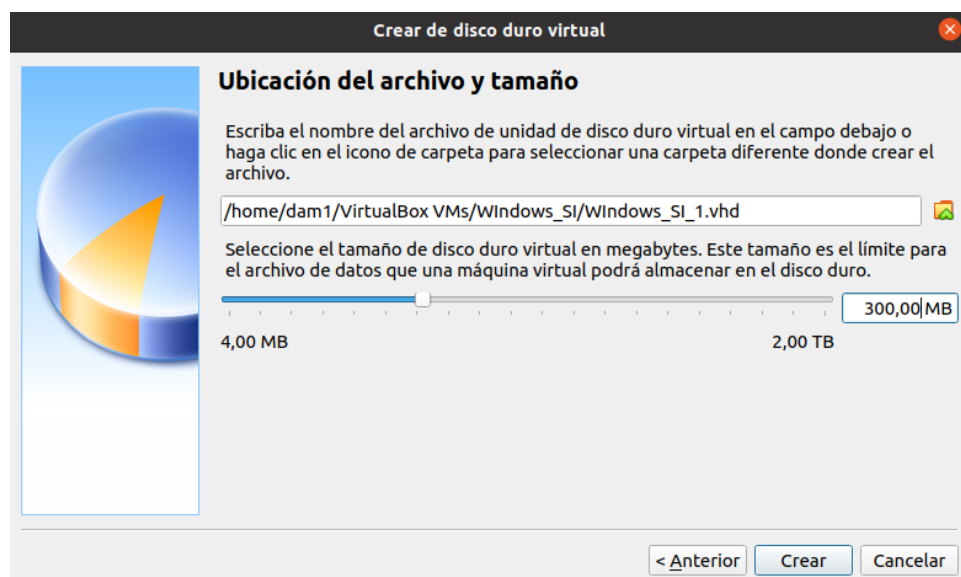 Crear de disco duro virtual
Ubicación del archivo y tamaño
Escriba el nombre del archivo de unidad de disco duro virtual en el campo debajo o
haga clic en el icono de carpeta para seleccionar una carpeta diferente donde crear el
archivo.
/home/dam1/VirtualBox VMs/WIndows_SI/WIndows_SI_1.vhd
Seleccione el tamaño de disco duro virtual en megabytes. Este tamaño es el límite para
el archivo de datos que una máquina virtual podrá almacenar en el disco duro.
300,00 MB
4,00 MB 2,00 TB
< Anterior Crear Cancelar